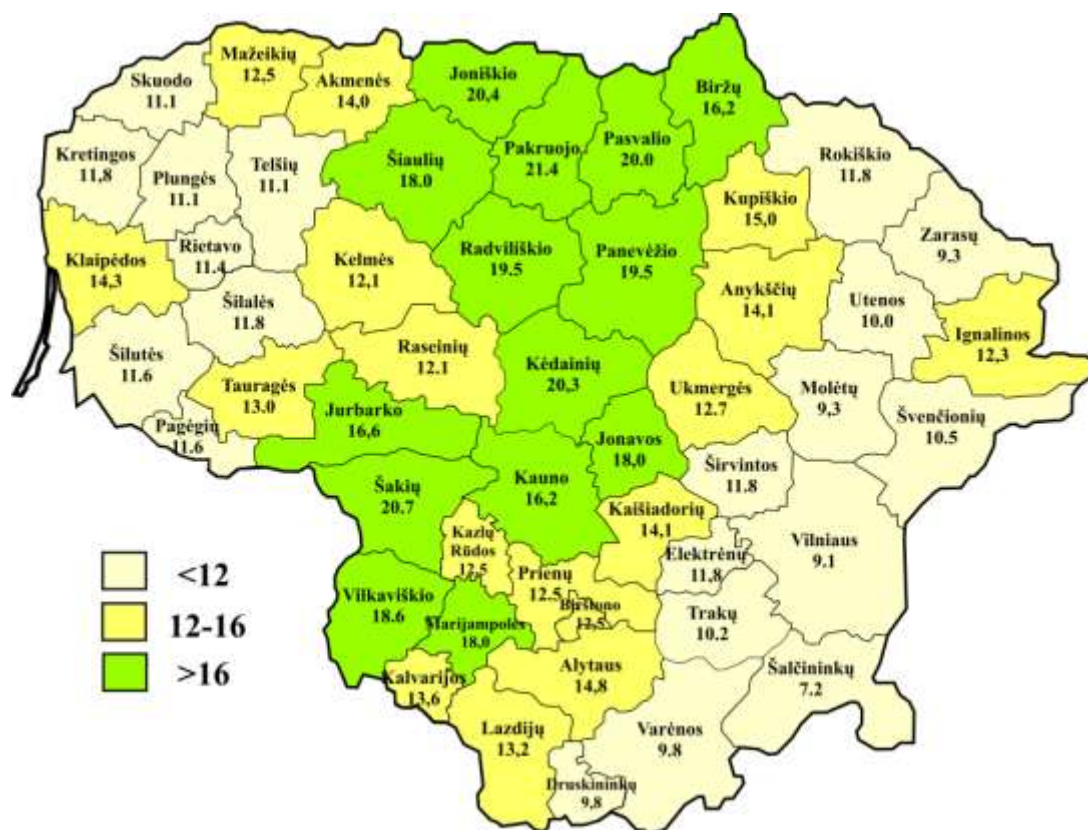 Skuodo
11.1
Mažeikių
12,5
Akmenės
14,0
Joniškio
20,4
Biržų
16,2
Kretingos
11,8
Plungės
11.1
Telšių
11.1
Šiaulių
18.0
Pakruojo
21.4
Pasvalio
20.0
Rokiškio
11.8
Kupiškio
15,0
Klaipėdos
14,3
Rietavo
11.4
Kelmės
12,1
Radviliškio
19.5
Panevėžio
19.5
Zarasų
9.3
Anykščių
14,1
Utenos
10.0
Ignalinos
12,3
Šilalės
11.8
Šilutės
11.6
Tauragės
13.0
Raseinių
12.1
Kėdainių
20,3
Ukmergės
12.7
Molėtų
9,3
Švenčionių
10.5
Pagėgių
11.6
Jurbarko
16,6
Jonavos
18,0
Širvintos
11.8
Šakių
20.7
Kauno
16,2
Kaišiadorių
14,1
Kazlų
Rūdos
12.5
Elektrėnų
11.8
Vilniaus
9.1
Prienų
12.5
Birštono
12,5
Vilkaviškio
18.6
Marijampolės
18,0
Trakų
10.2
Kalvarijos
13,6
Alytaus
14,8
Šalčininkų
7.2
Lazdijų
13,2
Varėnos
9.8
Druskininkų
9,8
<12
12-16
>16